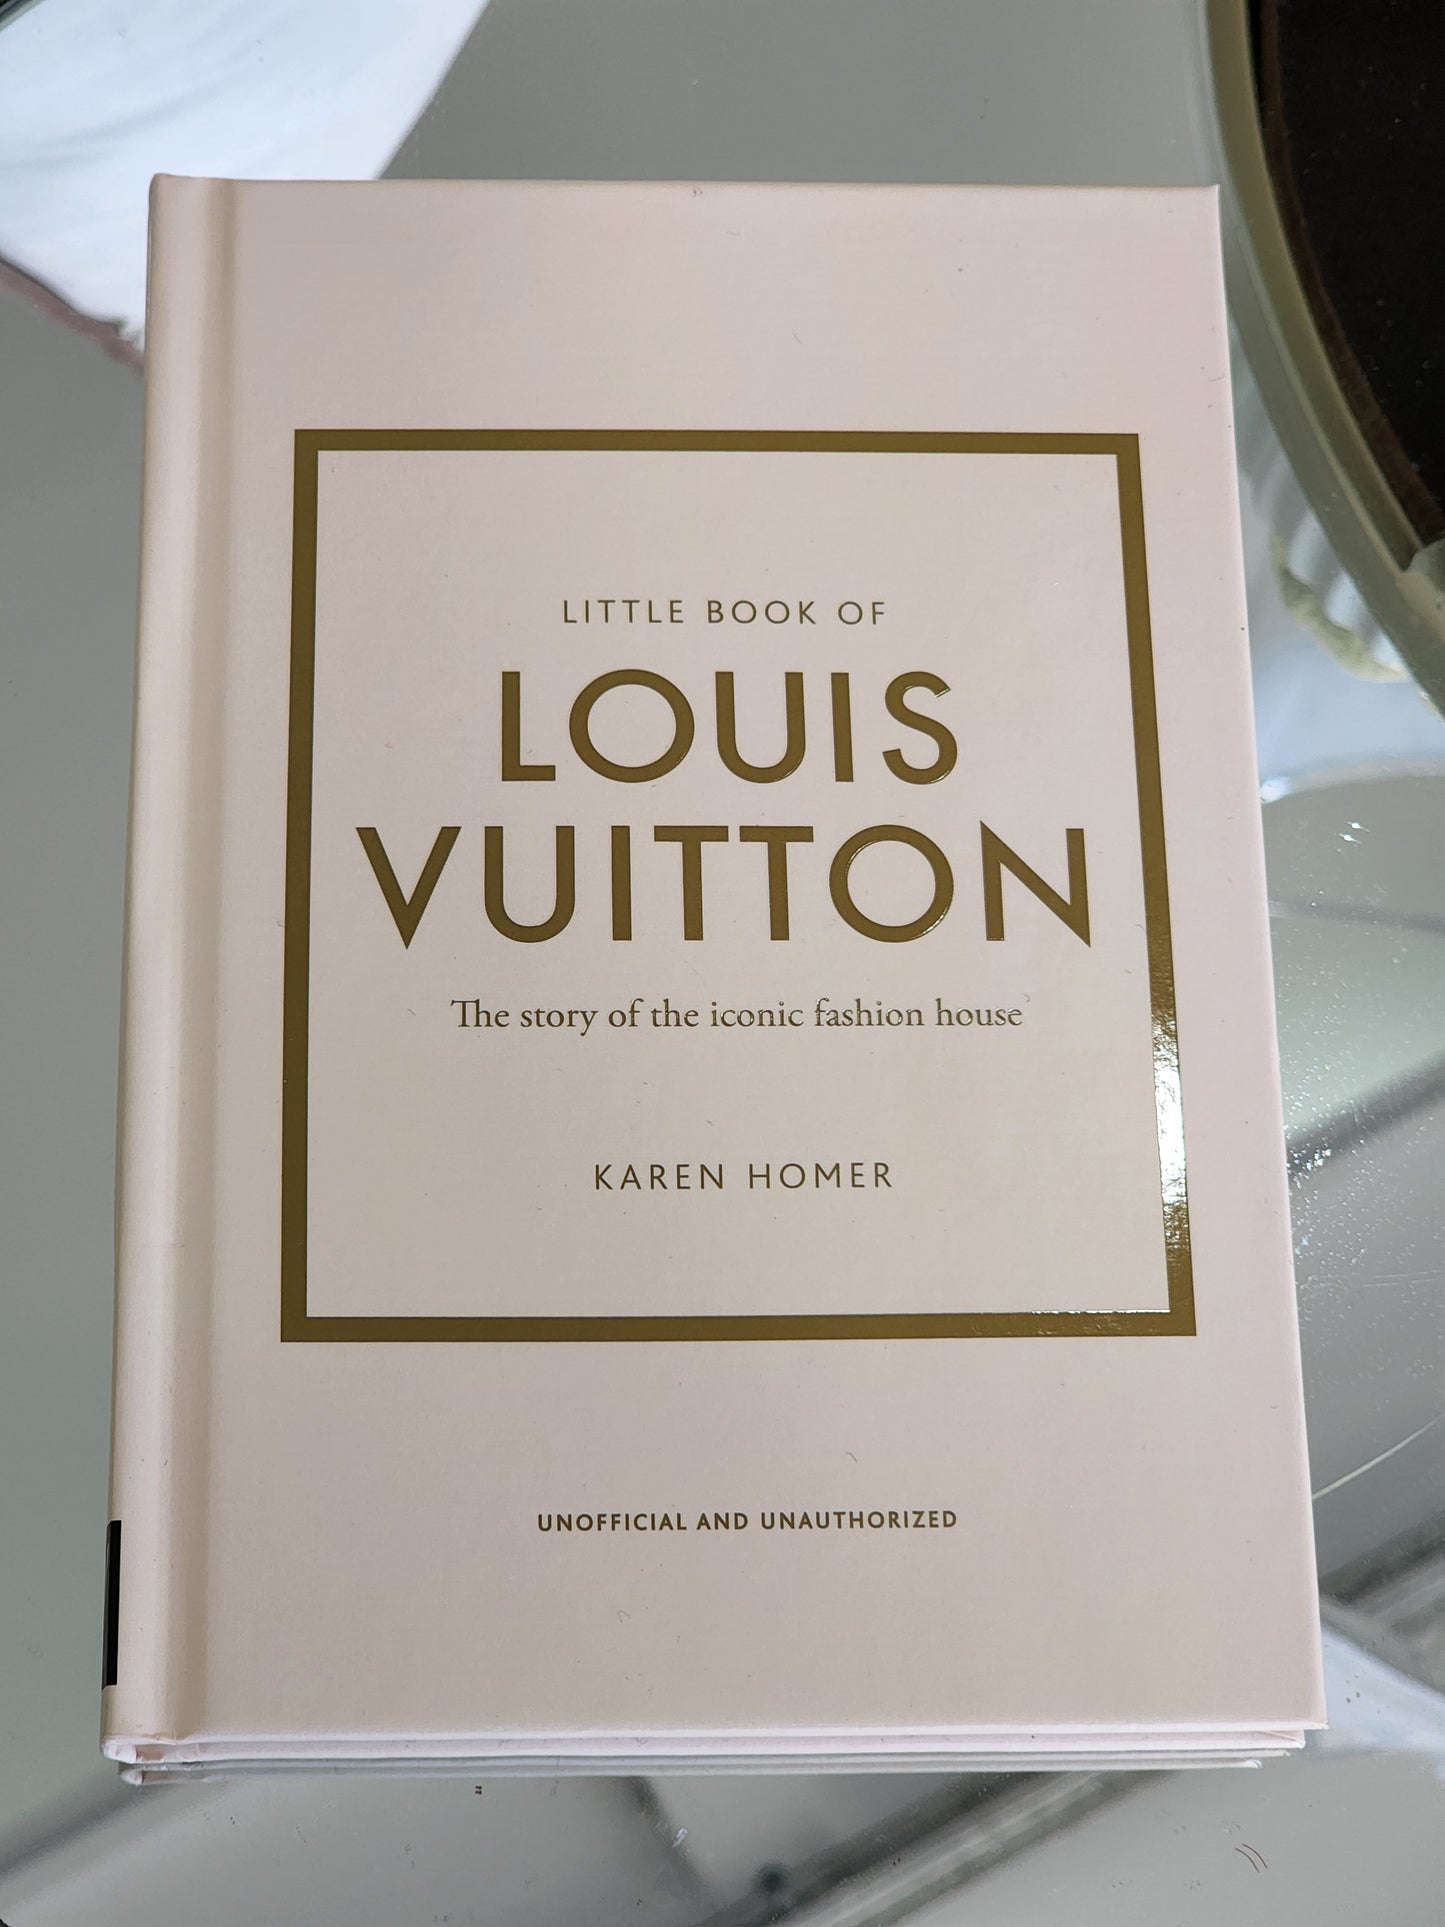 LITTLE BOOK OF
LOUIS
VUITTON
The story of the iconic fashion house
KAREN HOMER
UNOFFICIAL AND UNAUTHORIZED